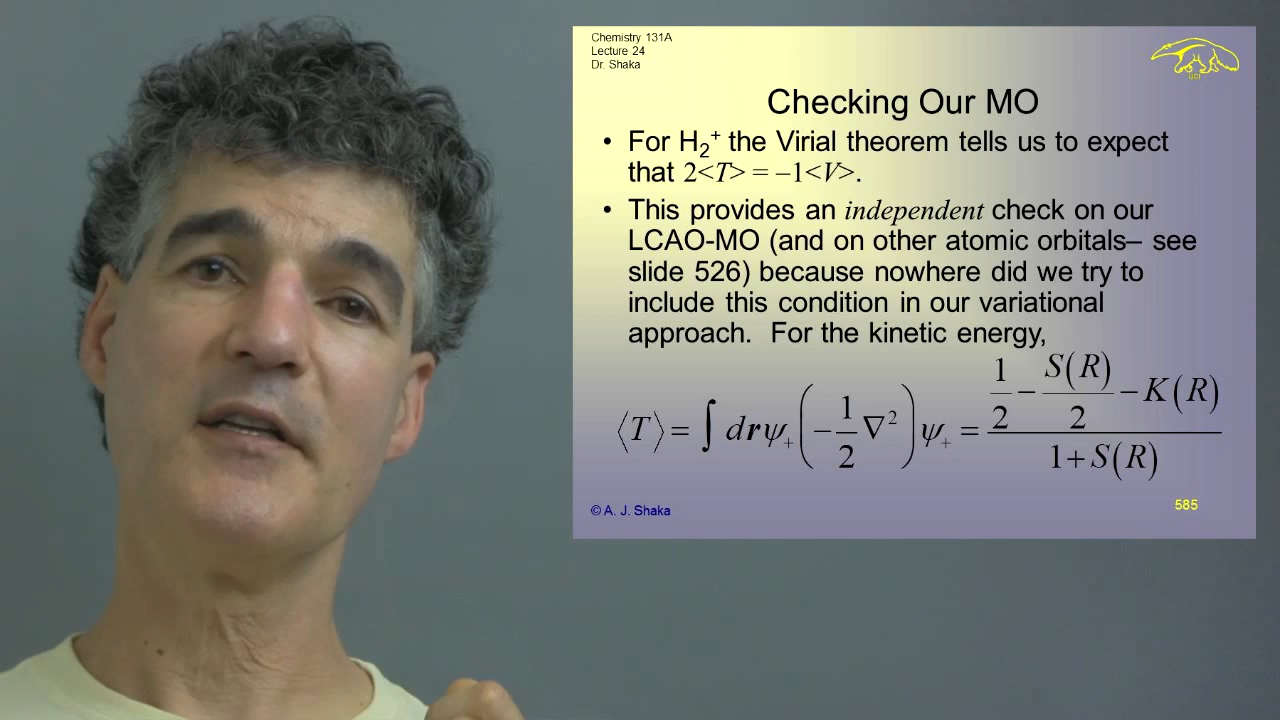 Chemistry 131A
Lecture 24
Dr. Shaka
UCI
Checking Our MO
• For H₂⁺ the Virial theorem tells us to expect
that 2<T> = –1<V>.
• This provides an independent check on our
LCAO-MO (and on other atomic orbitals– see
slide 526) because nowhere did we try to
include this condition in our variational
approach. For the kinetic energy,
⟨T⟩ = ∫ drψ₊(−1/2 ∇²)ψ₊ = (1/2 − S(R)/2 − K(R))/(1+S(R))
© A. J. Shaka
585